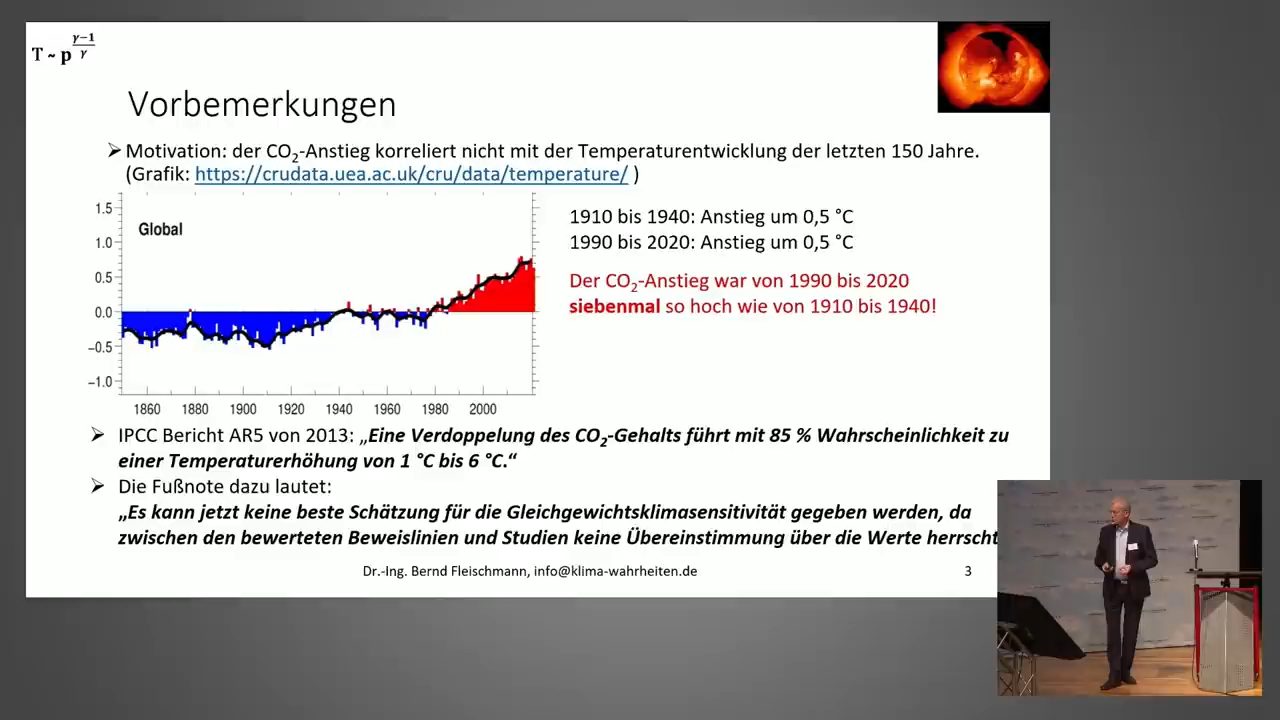 T ~ p^((γ−1)/γ)
Vorbemerkungen
➢ Motivation: der CO₂-Anstieg korreliert nicht mit der Temperaturentwicklung der letzten 150 Jahre.
(Grafik: https://crudata.uea.ac.uk/cru/data/temperature/ )
1.5
1.0
0.5
0.0
−0.5
−1.0
Global
1860 1880 1900 1920 1940 1960 1980 2000
1910 bis 1940: Anstieg um 0,5 °C
1990 bis 2020: Anstieg um 0,5 °C
Der CO₂-Anstieg war von 1990 bis 2020
siebenmal so hoch wie von 1910 bis 1940!
➢ IPCC Bericht AR5 von 2013: „Eine Verdoppelung des CO₂-Gehalts führt mit 85 % Wahrscheinlichkeit zu
einer Temperaturerhöhung von 1 °C bis 6 °C.“
➢ Die Fußnote dazu lautet:
„Es kann jetzt keine beste Schätzung für die Gleichgewichtsklimasensitivität gegeben werden, da
zwischen den bewerteten Beweislinien und Studien keine Übereinstimmung über die Werte herrscht
Dr.-Ing. Bernd Fleischmann, info@klima-wahrheiten.de
3